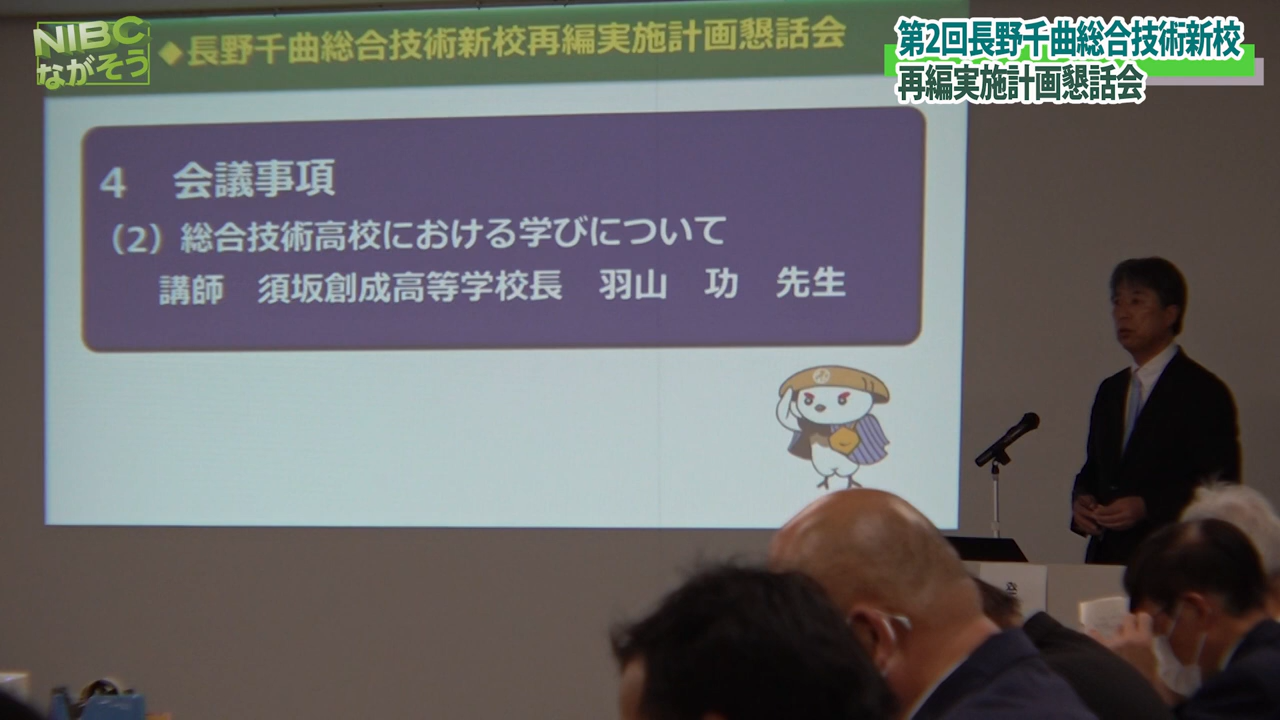 NIBC
ながそう
◆長野千曲総合技術新校再編実施計画懇話会
第2回長野千曲総合技術新校
再編実施計画懇話会
4　会議事項
（2）総合技術高校における学びについて
講師　須坂創成高等学校長　羽山　功　先生